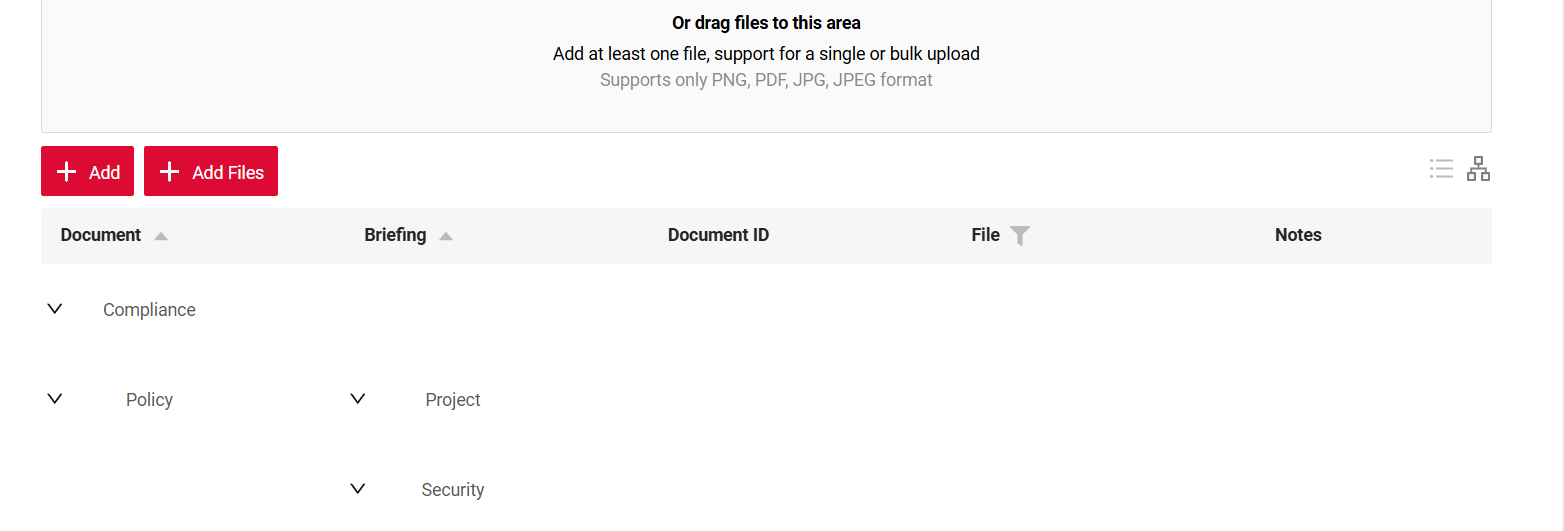 Or drag files to this area
Add at least one file, support for a single or bulk upload
Supports only PNG, PDF, JPG, JPEG format
Add Add Files
Document Briefing Document ID File Notes
Compliance
Policy Project
Security